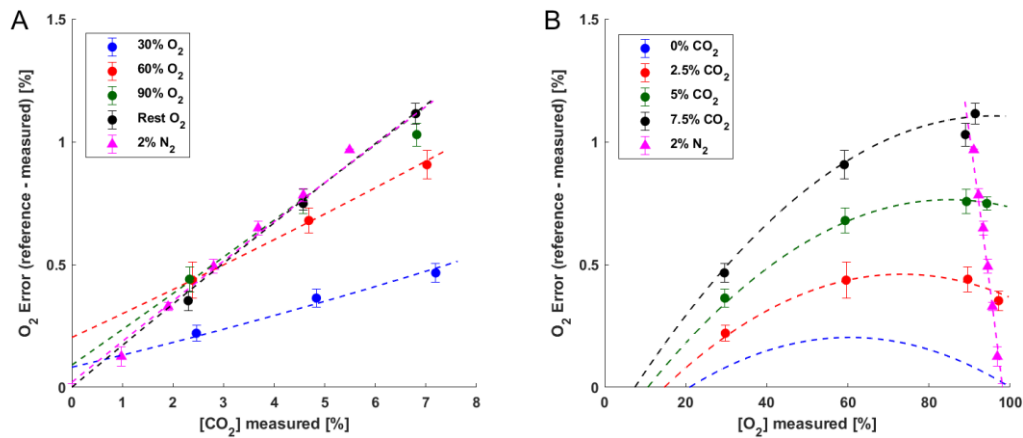 A
O₂ Error (reference - measured) [%]
1.5
1
0.5
0
30% O₂
60% O₂
90% O₂
Rest O₂
2% N₂
0 1 2 3 4 5 6 7 8
[CO₂] measured [%]
B
O₂ Error (reference - measured) [%]
1.5
1
0.5
0
0% CO₂
2.5% CO₂
5% CO₂
7.5% CO₂
2% N₂
0 20 40 60 80 100
[O₂] measured [%]